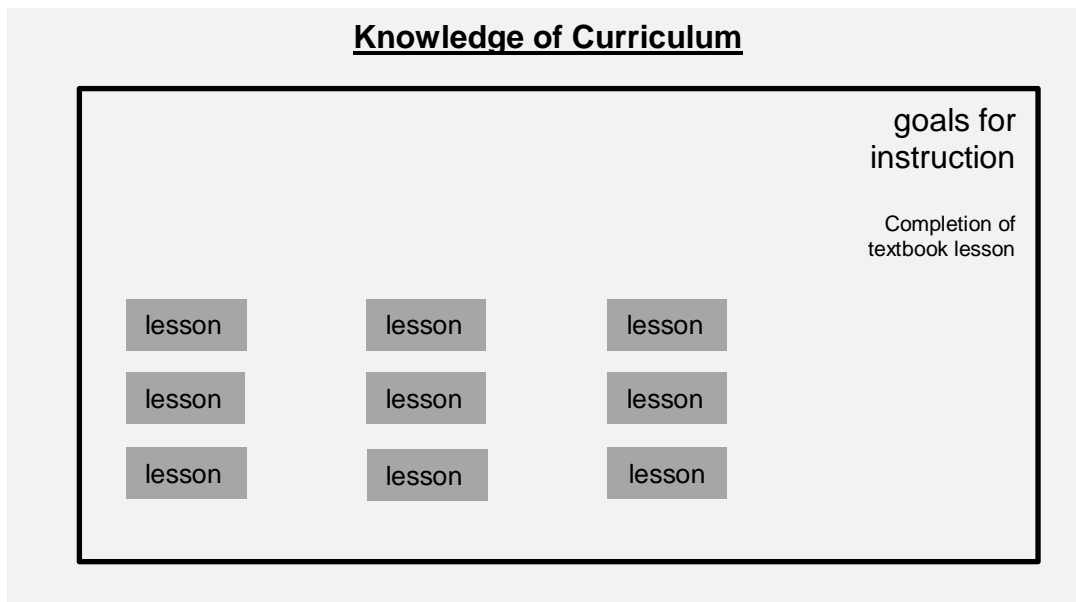 Knowledge of Curriculum
goals for
instruction
Completion of
textbook lesson
lesson
lesson
lesson
lesson
lesson
lesson
lesson
lesson
lesson